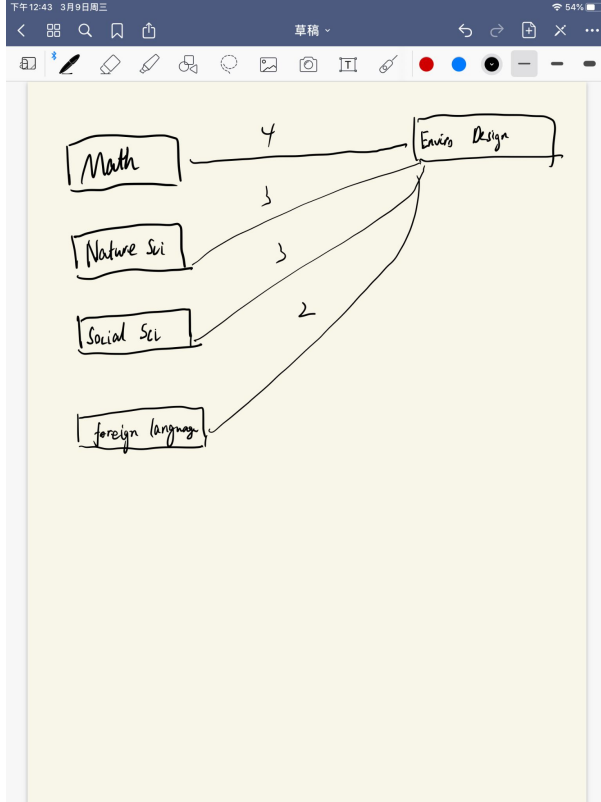 下午12:43 3月9日周三
54%
草稿
T
4
Enviro Design
Math
3
Nature Sci
3
Social Sci
2
foreign language